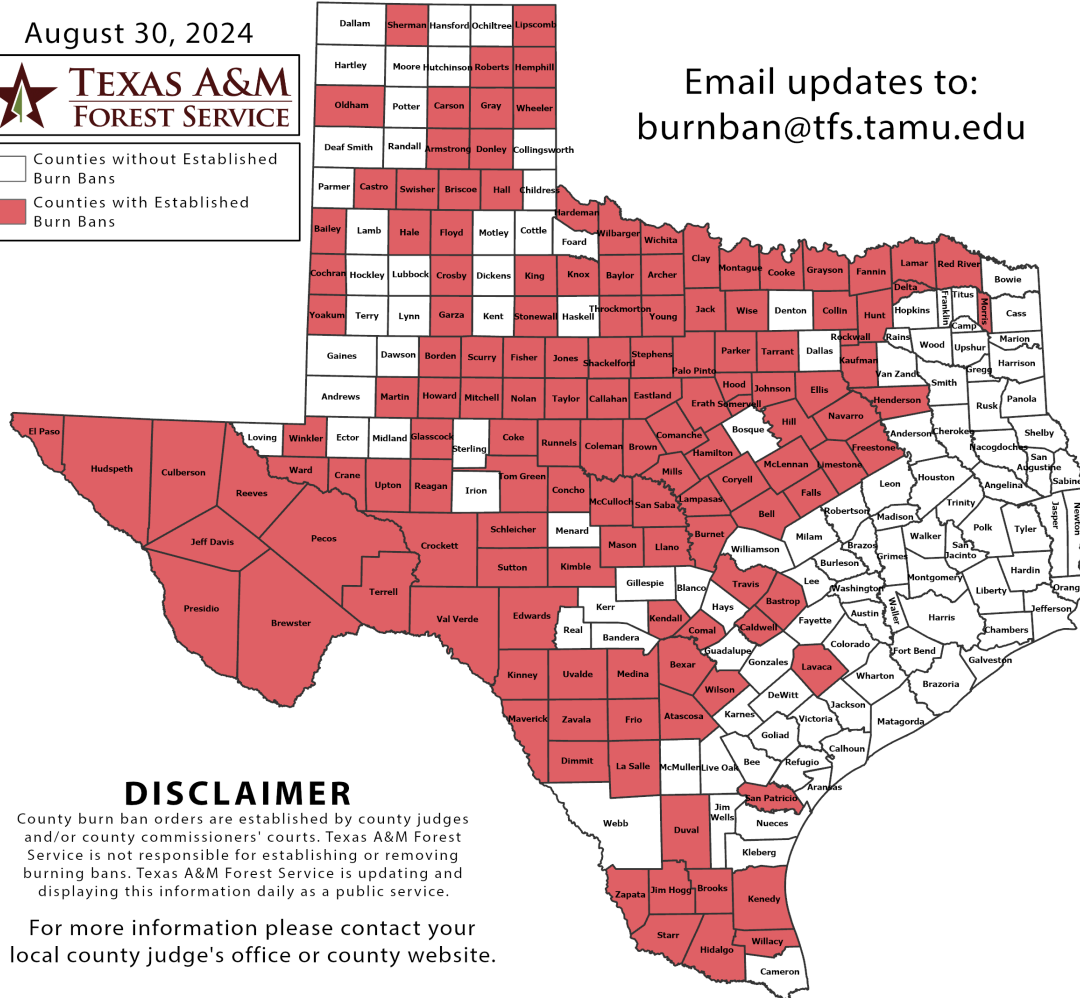 August 30, 2024
TEXAS A&M
FOREST SERVICE
Counties without Established
Burn Bans
Counties with Established
Burn Bans
Email updates to:
burnban@tfs.tamu.edu
Dallam Sherman Hansford Ochiltree Lipscomb
Hartley Moore Hutchinson Roberts Hemphill
Oldham Potter Carson Gray Wheeler
Deaf Smith Randall Armstrong Donley Collingsworth
Parmer Castro Swisher Briscoe Hall Childress
Hardeman
Bailey Lamb Hale Floyd Motley Cottle Foard Wilbarger Wichita
Clay Montague Cooke Grayson Fannin Lamar Red River Bowie
Cochran Hockley Lubbock Crosby Dickens King Knox Baylor Archer
Delta Franklin Titus Morris Cass
Yoakum Terry Lynn Garza Kent Stonewall Haskell Throckmorton Young Jack Wise Denton Collin Hunt Hopkins
Camp
Rockwall Rains Wood Upshur Marion
Gaines Dawson Borden Scurry Fisher Jones Shackelford Stephens Palo Pinto Parker Tarrant Dallas Kaufman Van Zandt Gregg Harrison
Smith
Andrews Martin Howard Mitchell Nolan Taylor Callahan Eastland Erath Hood Somervell Johnson Ellis Henderson Rusk Panola
Comanche Bosque Hill Navarro
Anderson Cherokee Nacogdoches Shelby
El Paso Hudspeth Culberson Reeves Loving Winkler Ector Midland Glasscock Sterling Coke Runnels Coleman Brown Hamilton Freestone
San
Augustine
Sabine
Ward Crane Upton Reagan Irion Tom Green Concho McCulloch San Saba Mills Lampasas Coryell McLennan Limestone Leon Houston Angelina
Falls Bell Robertson Madison Trinity Polk Tyler Jasper Newton
Jeff Davis Pecos Crockett Schleicher Menard Mason Llano Burnet Williamson Milam Brazos Grimes Walker San
Jacinto
Sutton Kimble Burleson Montgomery Hardin
Terrell Gillespie Blanco Travis Lee Washington Liberty Orang
Presidio Brewster Val Verde Edwards Kerr Real Bandera Kendall Hays Comal Caldwell Bastrop Fayette Austin Waller Harris Jefferson
Chambers
Guadalupe Gonzales Lavaca Colorado Fort Bend Galveston
Kinney Uvalde Medina Bexar Wilson DeWitt Wharton Brazoria
Maverick Zavala Frio Atascosa Karnes Goliad Victoria Jackson Matagorda
Dimmit La Salle McMullen Live Oak Bee Refugio Calhoun
Aransas
Webb Duval Jim
Wells San Patricio
Nueces
Kleberg
Zapata Jim Hogg Brooks Kenedy
Starr Hidalgo Willacy
Cameron
DISCLAIMER
County burn ban orders are established by county judges
and/or county commissioners' courts. Texas A&M Forest
Service is not responsible for establishing or removing
burning bans. Texas A&M Forest Service is updating and
displaying this information daily as a public service.
For more information please contact your
local county judge's office or county website.